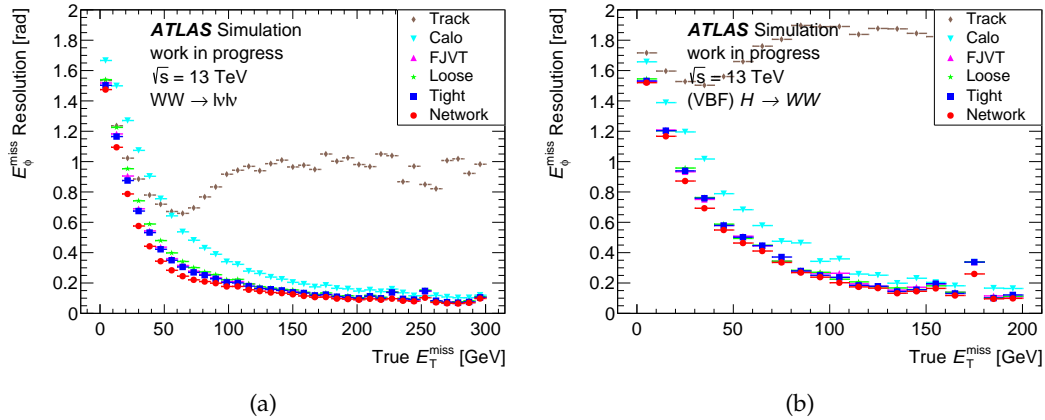 ATLAS Simulation
work in progress
√s = 13 TeV
WW → lνlν
Track
Calo
FJVT
Loose
Tight
Network
E_ϕ^miss Resolution [rad]
2
1.8
1.6
1.4
1.2
1
0.8
0.6
0.4
0.2
0
0 50 100 150 200 250 300
True E_T^miss [GeV]
(a)
ATLAS Simulation
work in progress
√s = 13 TeV
(VBF) H → WW
Track
Calo
FJVT
Loose
Tight
Network
E_ϕ^miss Resolution [rad]
2
1.8
1.6
1.4
1.2
1
0.8
0.6
0.4
0.2
0
0 50 100 150 200
True E_T^miss [GeV]
(b)